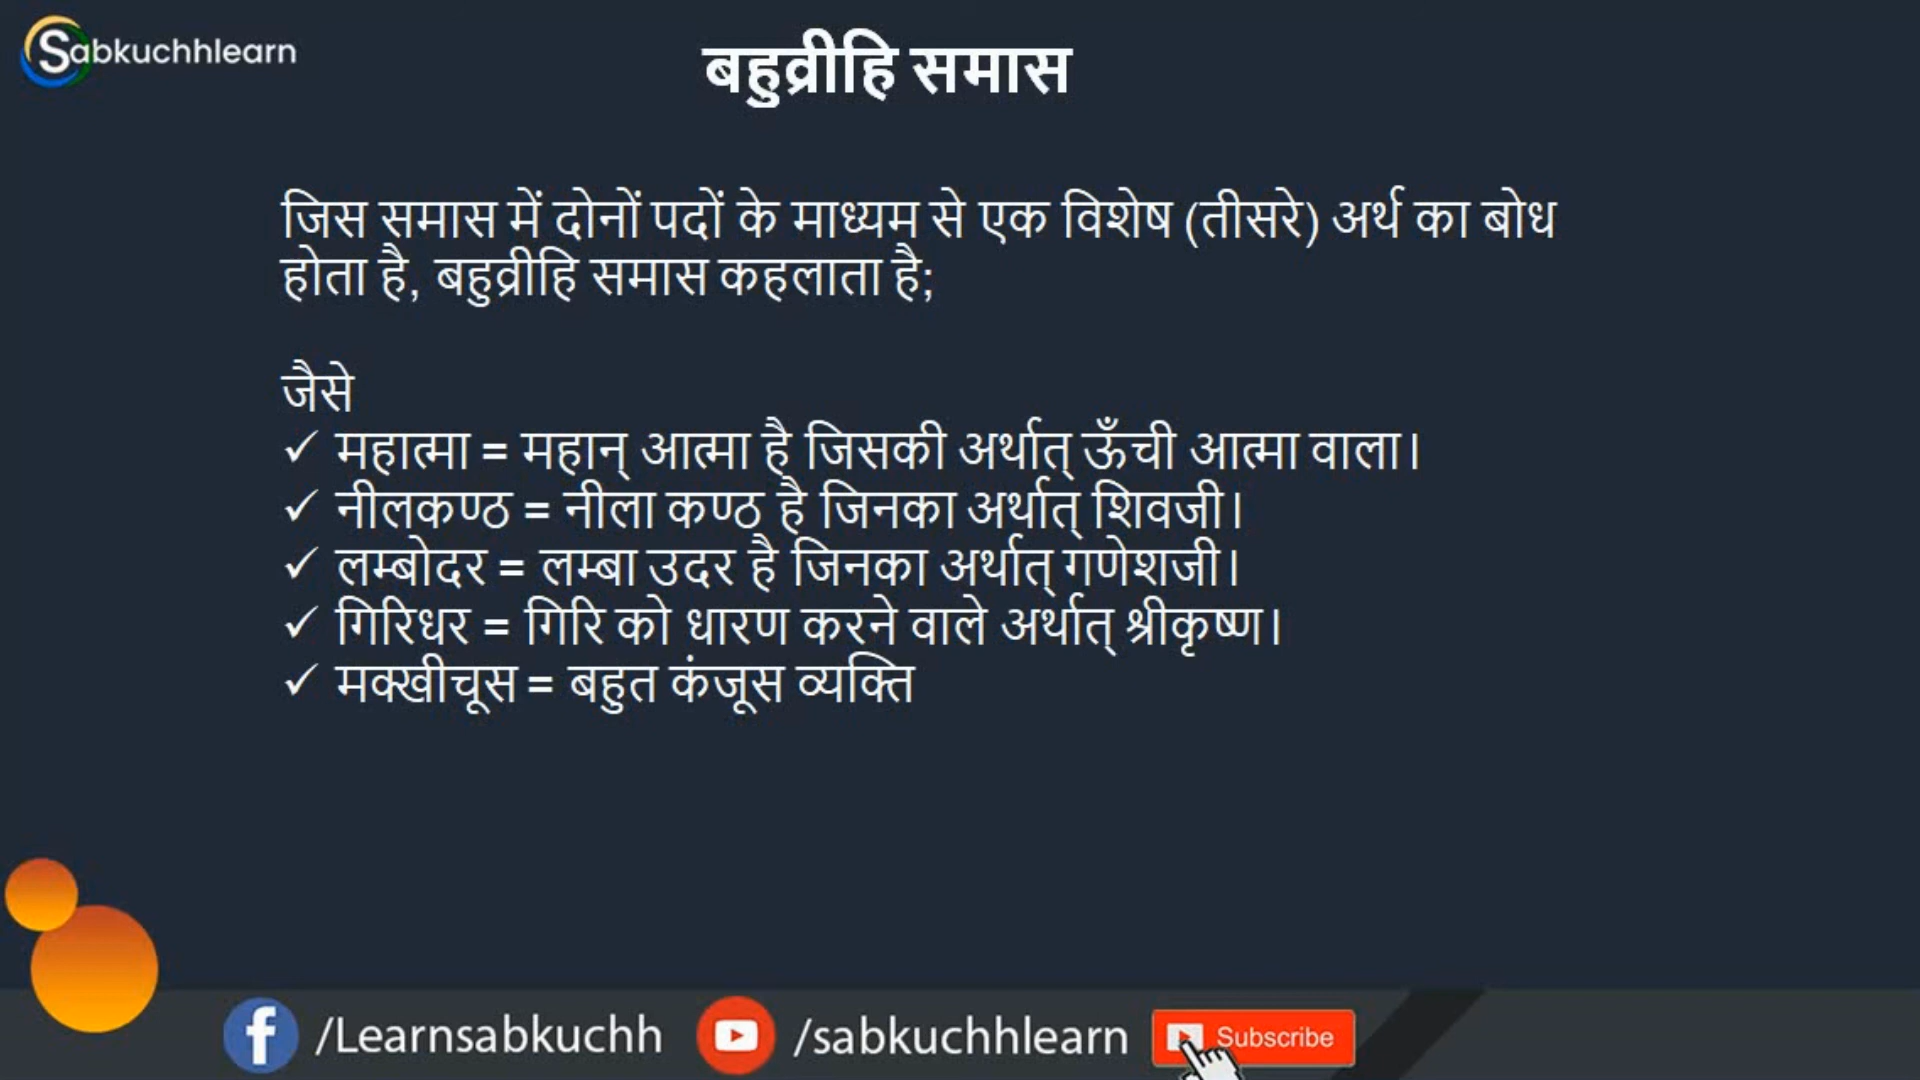 Sabkuchhlearn
बहुव्रीहि समास
जिस समास में दोनों पदों के माध्यम से एक विशेष (तीसरे) अर्थ का बोध
होता है, बहुव्रीहि समास कहलाता है;
जैसे
✓ महात्मा = महान् आत्मा है जिसकी अर्थात् ऊँची आत्मा वाला।
✓ नीलकण्ठ = नीला कण्ठ है जिनका अर्थात् शिवजी।
✓ लम्बोदर = लम्बा उदर है जिनका अर्थात् गणेशजी।
✓ गिरिधर = गिरि को धारण करने वाले अर्थात् श्रीकृष्ण।
✓ मक्खीचूस = बहुत कंजूस व्यक्ति
/Learnsabkuchh /sabkuchhlearn Subscribe